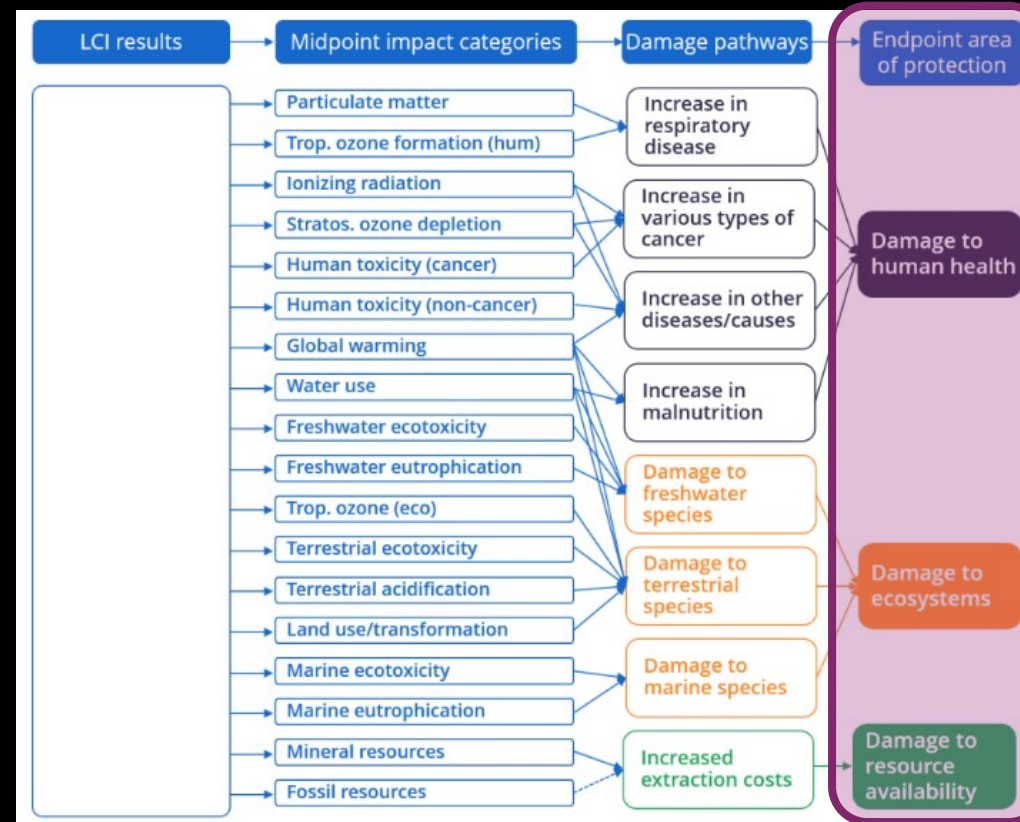 LCI results
Midpoint impact categories
Damage pathways
Endpoint area
of protection
Particulate matter
Trop. ozone formation (hum)
Ionizing radiation
Stratos. ozone depletion
Human toxicity (cancer)
Human toxicity (non-cancer)
Global warming
Water use
Freshwater ecotoxicity
Freshwater eutrophication
Trop. ozone (eco)
Terrestrial ecotoxicity
Terrestrial acidification
Land use/transformation
Marine ecotoxicity
Marine eutrophication
Mineral resources
Fossil resources
Increase in
respiratory
disease
Increase in
various types of
cancer
Increase in other
diseases/causes
Increase in
malnutrition
Damage to
freshwater
species
Damage to
terrestrial
species
Damage to
marine species
Increased
extraction costs
Damage to
human health
Damage to
ecosystems
Damage to
resource
availability